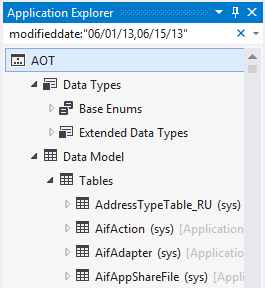 Application Explorer
modifieddate:"06/01/13,06/15/13"
AOT
Data Types
Base Enums
Extended Data Types
Data Model
Tables
AddressTypeTable_RU (sys)
AifAction (sys) [Application
AifAdapter (sys) [Applicatio
AifAppShareFile (sys) [Appl